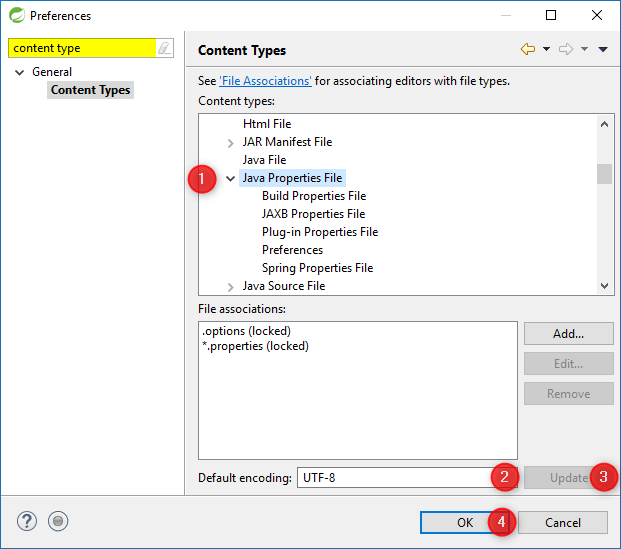 Preferences
content type
General
Content Types
Content Types
See 'File Associations' for associating editors with file types.
Content types:
Html File
JAR Manifest File
Java File
1
Java Properties File
Build Properties File
JAXB Properties File
Plug-in Properties File
Preferences
Spring Properties File
Java Source File
File associations:
.options (locked)
*.properties (locked)
Add...
Edit...
Remove
Default encoding:
UTF-8
2
Update
3
?
OK
4
Cancel